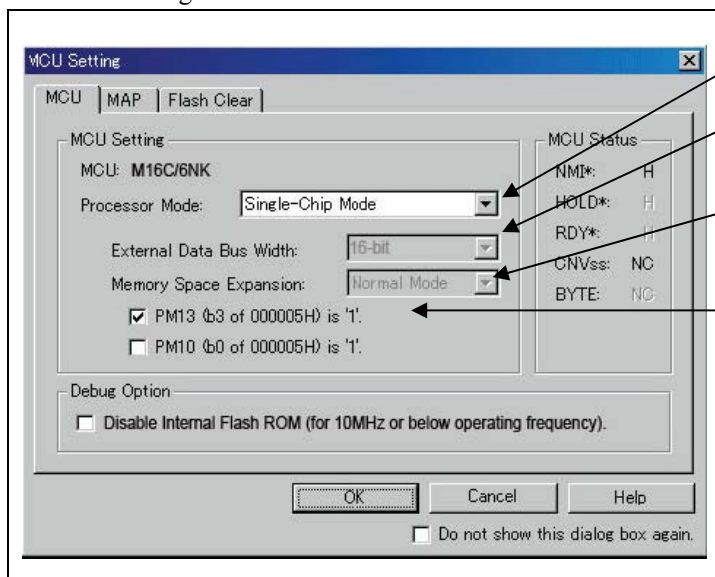 MCU Setting
MCU MAP Flash Clear
MCU Setting
MCU: M16C/6NK
Processor Mode: Single-Chip Mode
External Data Bus Width: 16-bit
Memory Space Expansion: Normal Mode
PM13 (b3 of 000005H) is '1'.
PM10 (b0 of 000005H) is '1'.
MCU Status
NMI*: H
HOLD*: H
RDY*: H
CNVss: NC
BYTE: NC
Debug Option
Disable Internal Flash ROM (for 10MHz or below operating frequency).
OK Cancel Help
Do not show this dialog box again.